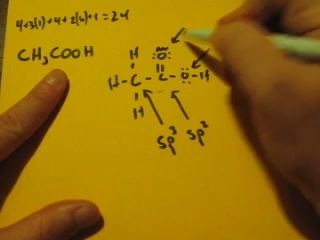 4+3(1)+4+2(6)+1=24
CH₃COOH
H :O:
H-C-C-O-H
H
sp³ sp²